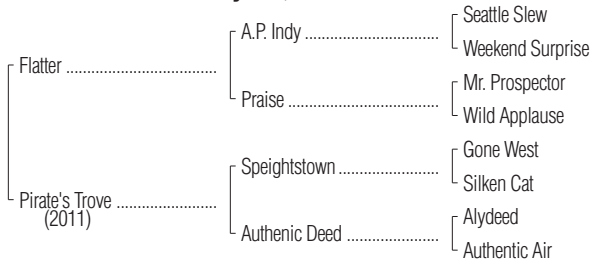 Seattle Slew
A.P. Indy ..............................
Weekend Surprise
Flatter ..................................
Mr. Prospector
Praise ..................................
Wild Applause
Gone West
Speightstown .......................
Silken Cat
Pirate's Trove ......................
(2011)
Alydeed
Authenic Deed .....................
Authentic Air